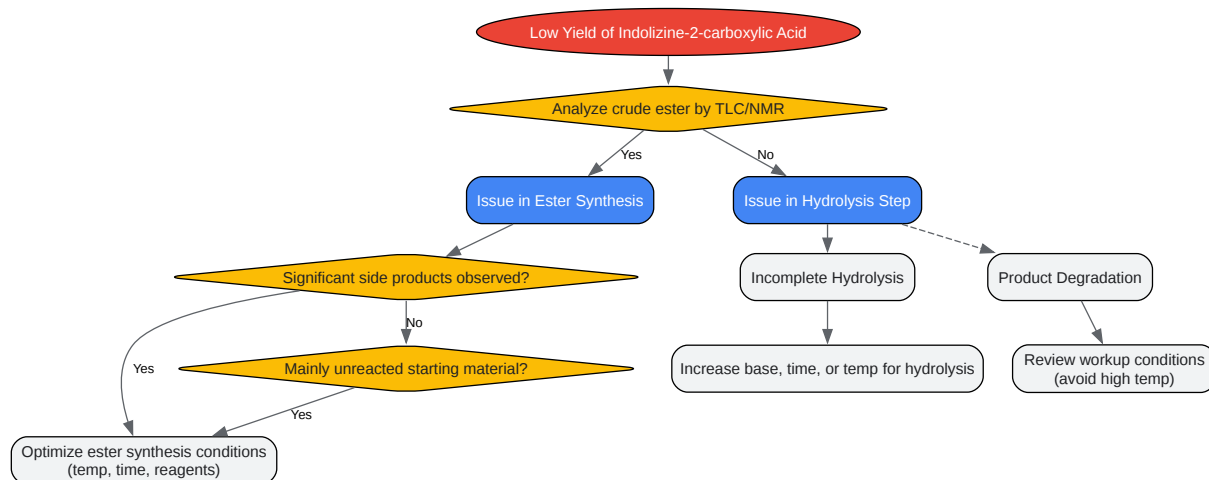 Low Yield of Indolizine-2-carboxylic Acid
Analyze crude ester by TLC/NMR
Yes
No
Issue in Ester Synthesis
Issue in Hydrolysis Step
Significant side products observed?
Incomplete Hydrolysis
Product Degradation
No
Yes
Mainly unreacted starting material?
Increase base, time, or temp for hydrolysis
Review workup conditions
(avoid high temp)
Yes
Optimize ester synthesis conditions
(temp, time, reagents)